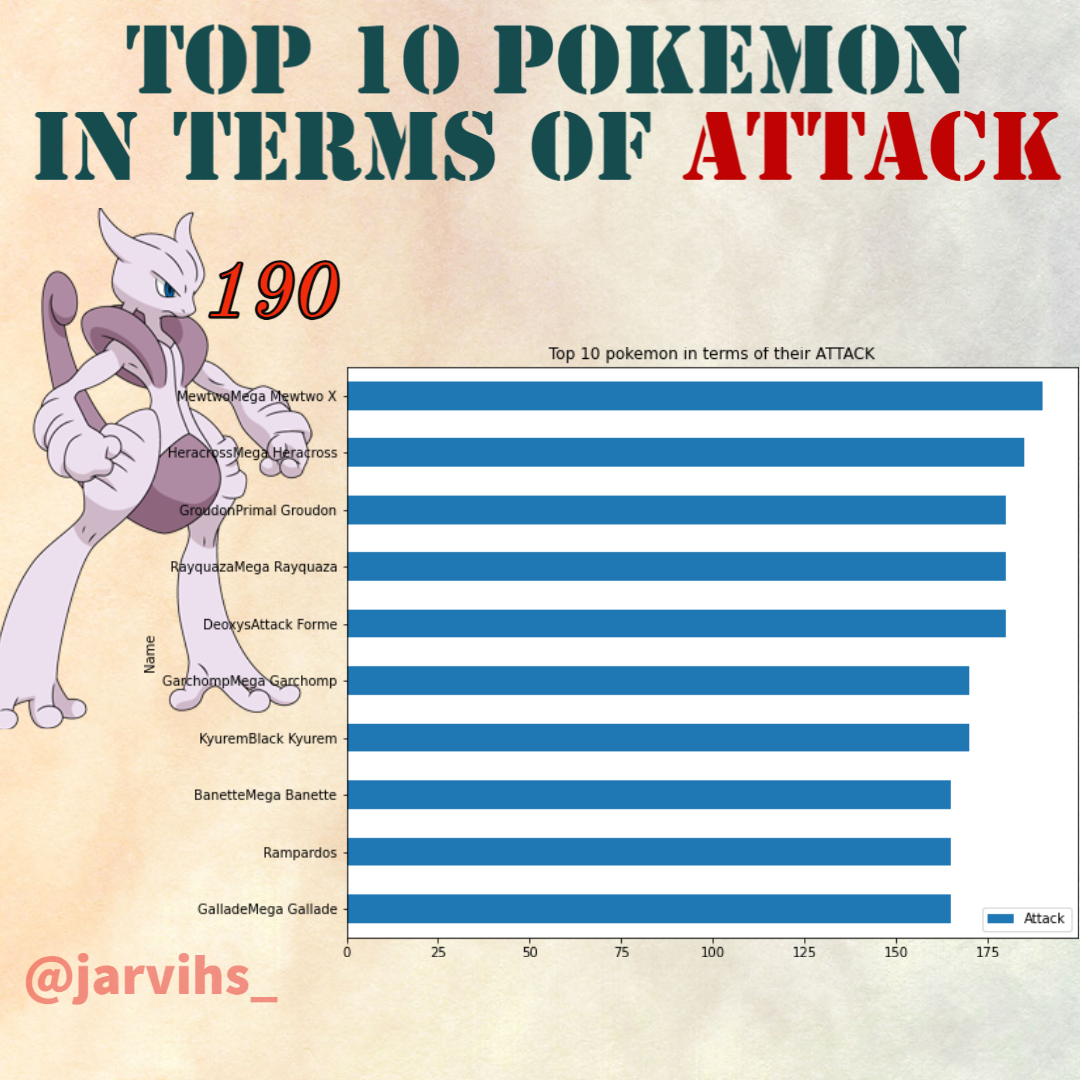 TOP 10 POKEMON
IN TERMS OF ATTACK
190
Top 10 pokemon in terms of their ATTACK
MewtwoMega Mewtwo X
HeracrossMega Heracross
GroudonPrimal Groudon
RayquazaMega Rayquaza
DeoxysAttack Forme
Name
GarchompMega Garchomp
KyuremBlack Kyurem
BanetteMega Banette
Rampardos
GalladeMega Gallade
Attack
0 25 50 75 100 125 150 175
@jarvihs_